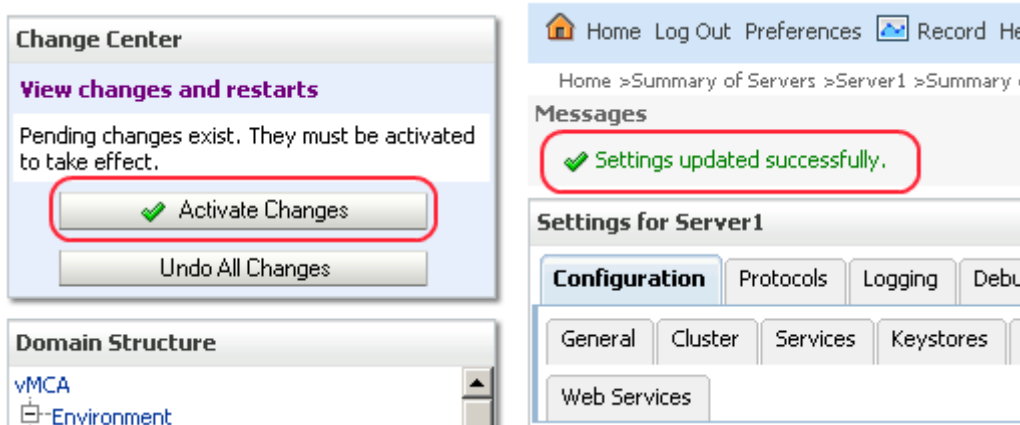 Change Center
View changes and restarts
Pending changes exist. They must be activated
to take effect.
Activate Changes
Undo All Changes
Domain Structure
vMCA
Environment
Home Log Out Preferences Record
Home >Summary of Servers >Server1 >Summary
Messages
Settings updated successfully.
Settings for Server1
Configuration Protocols Logging
General Cluster Services Keystores
Web Services